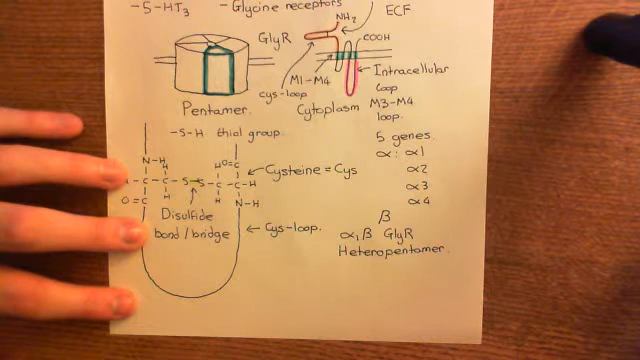 -5-HT3 - Glycine receptors
NH2
ECF
GlyR
COOH
M1-M4
cys-loop
Intracellular
loop
M3-M4
loop.
Pentamer.
Cytoplasm
-S-H thiol group.
5 genes
α: α1
α2
α3
α4
β
α1β GlyR
Heteropentamer.
N-H
H
H O=C
C-C-S-S-C-C-H
H
H
N-H
O=C
Cysteine = Cys
Disulfide
bond/bridge
Cys-loop.